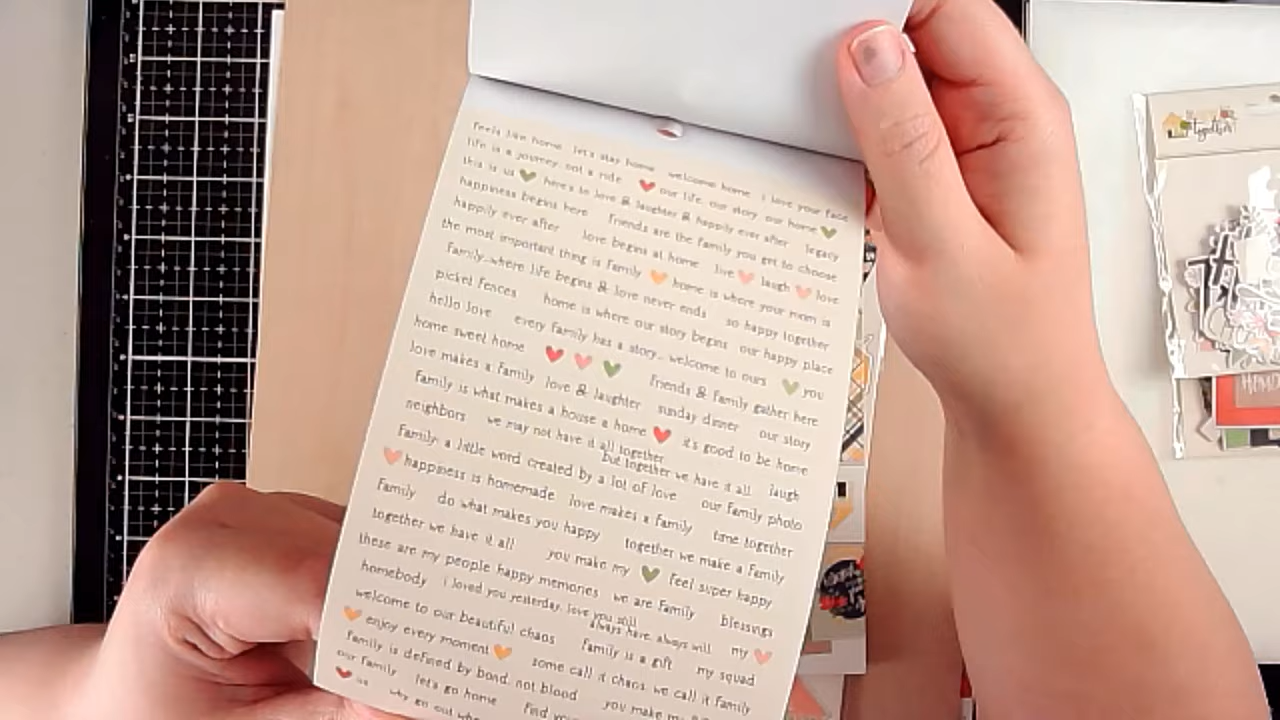 feels like home let's stay home welcome home i love your face
life is a journey, not a ride our life, our story, our home
this is us here's to love & laughter & happily ever after legacy
happiness begins here friends are the family you get to choose
happily ever after love begins at home live laugh love
the most important thing is family home is where your mom is
family...where life begins & love never ends so happy together
picket fences home is where our story begins our happy place
hello love every family has a story... welcome to ours you
home sweet home friends & family gather here
love makes a family love & laughter sunday dinner our story
family is what makes a house a home it's good to be home
neighbors we may not have it all together
but together we have it all laugh
family: a little word created by a lot of love our family photo
happiness is homemade love makes a family time together
family do what makes you happy together we make a family
together we have it all you make my feel super happy
these are my people happy memories we are family blessings
homebody i loved you yesterday, love you still,
always have, always will my
welcome to our beautiful chaos family is a gift my squad
enjoy every moment some call it chaos, we call it family
family is defined by bond, not blood you make my
our family let's go home find
us why go out
together